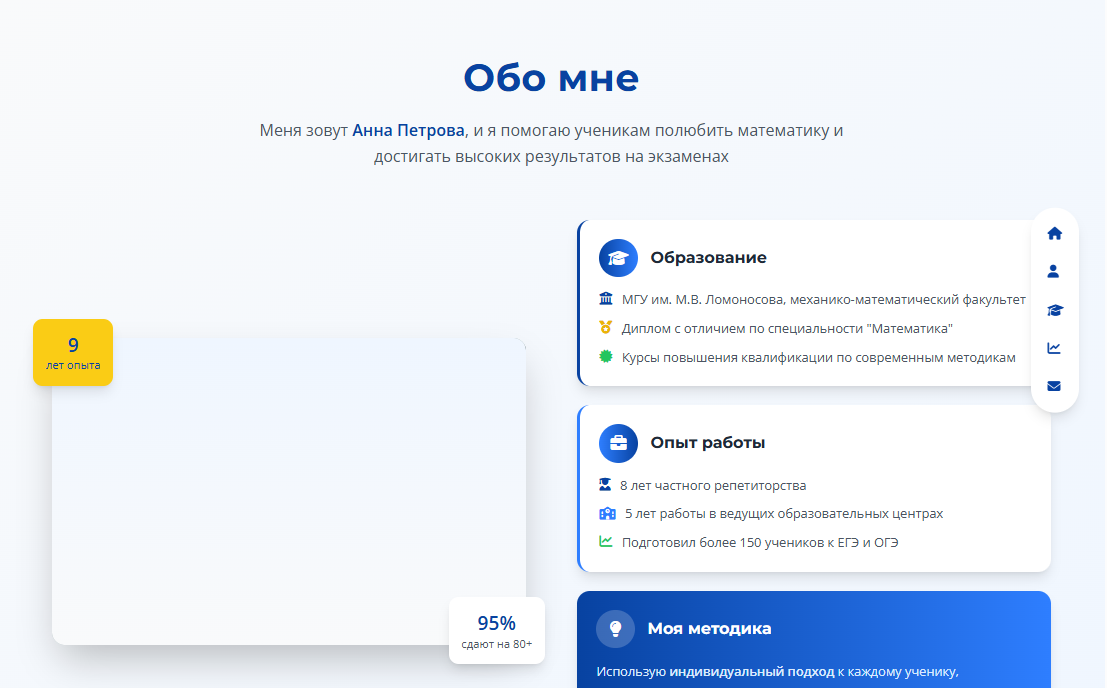 Обо мне
Меня зовут Анна Петрова, и я помогаю ученикам полюбить математику и
достигать высоких результатов на экзаменах
9
лет опыта
95%
сдают на 80+
Образование
МГУ им. М.В. Ломоносова, механико-математический факультет
Диплом с отличием по специальности "Математика"
Курсы повышения квалификации по современным методикам
Опыт работы
8 лет частного репетиторства
5 лет работы в ведущих образовательных центрах
Подготовил более 150 учеников к ЕГЭ и ОГЭ
Моя методика
Использую индивидуальный подход к каждому ученику,